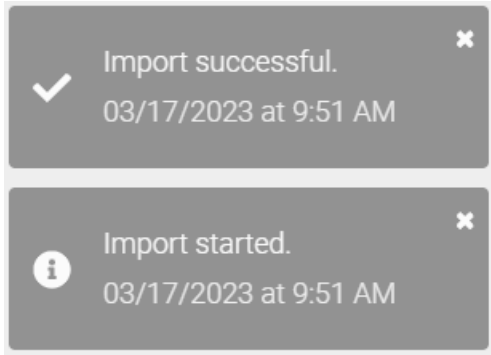 Import successful.
03/17/2023 at 9:51 AM
Import started.
03/17/2023 at 9:51 AM